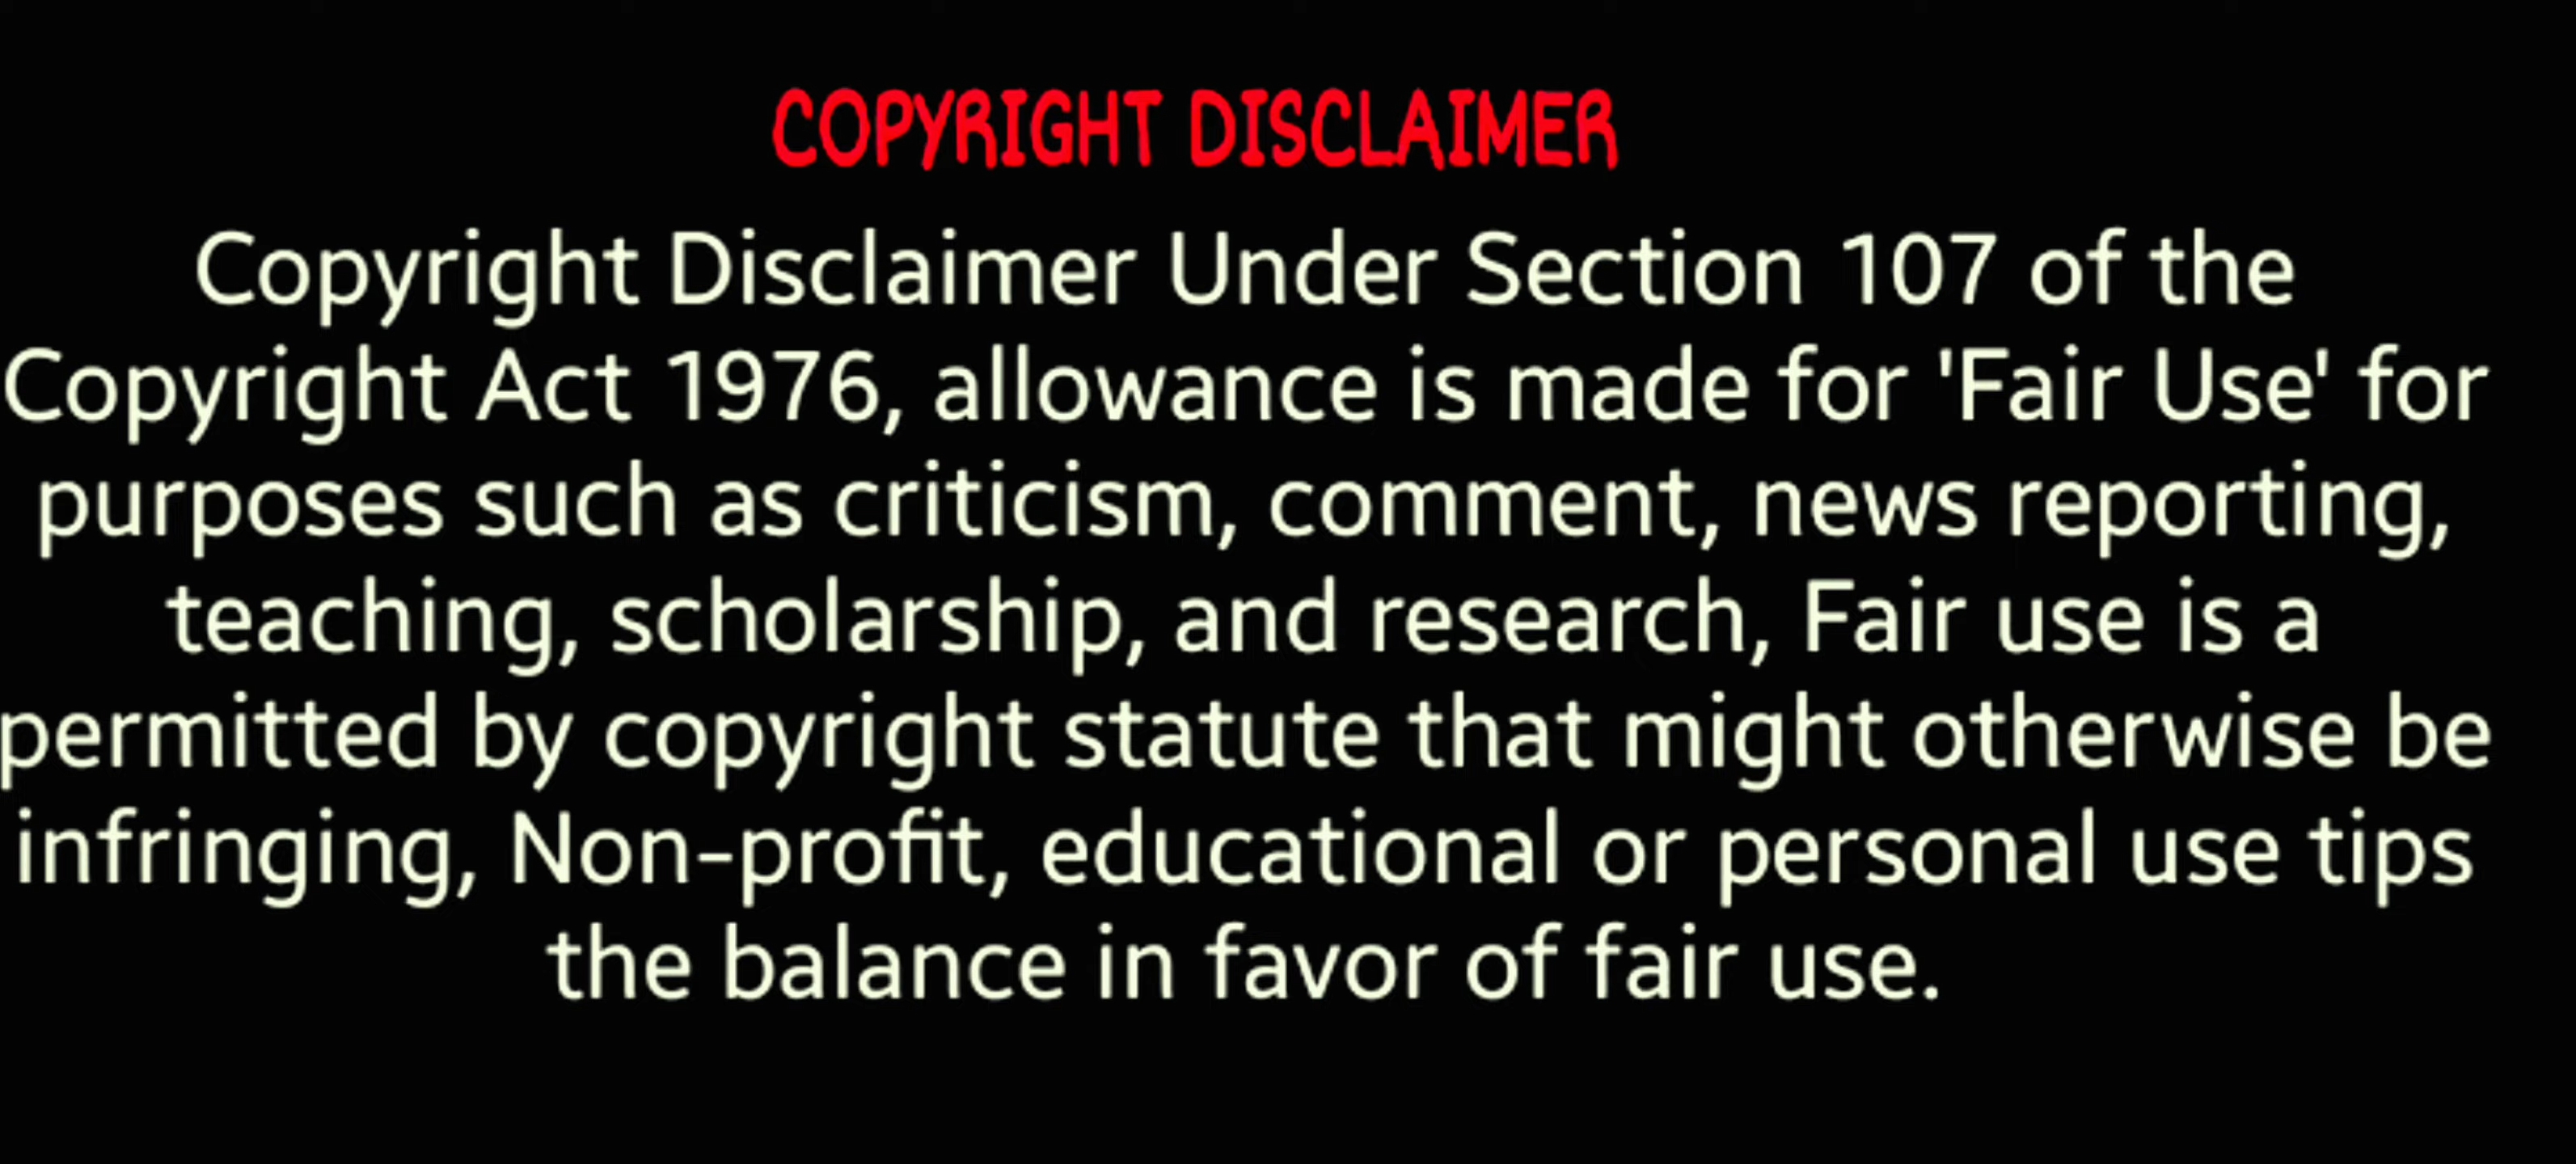 COPYRIGHT DISCLAIMER
Copyright Disclaimer Under Section 107 of the
Copyright Act 1976, allowance is made for 'Fair Use' for
purposes such as criticism, comment, news reporting,
teaching, scholarship, and research, Fair use is a
permitted by copyright statute that might otherwise be
infringing, Non-profit, educational or personal use tips
the balance in favor of fair use.